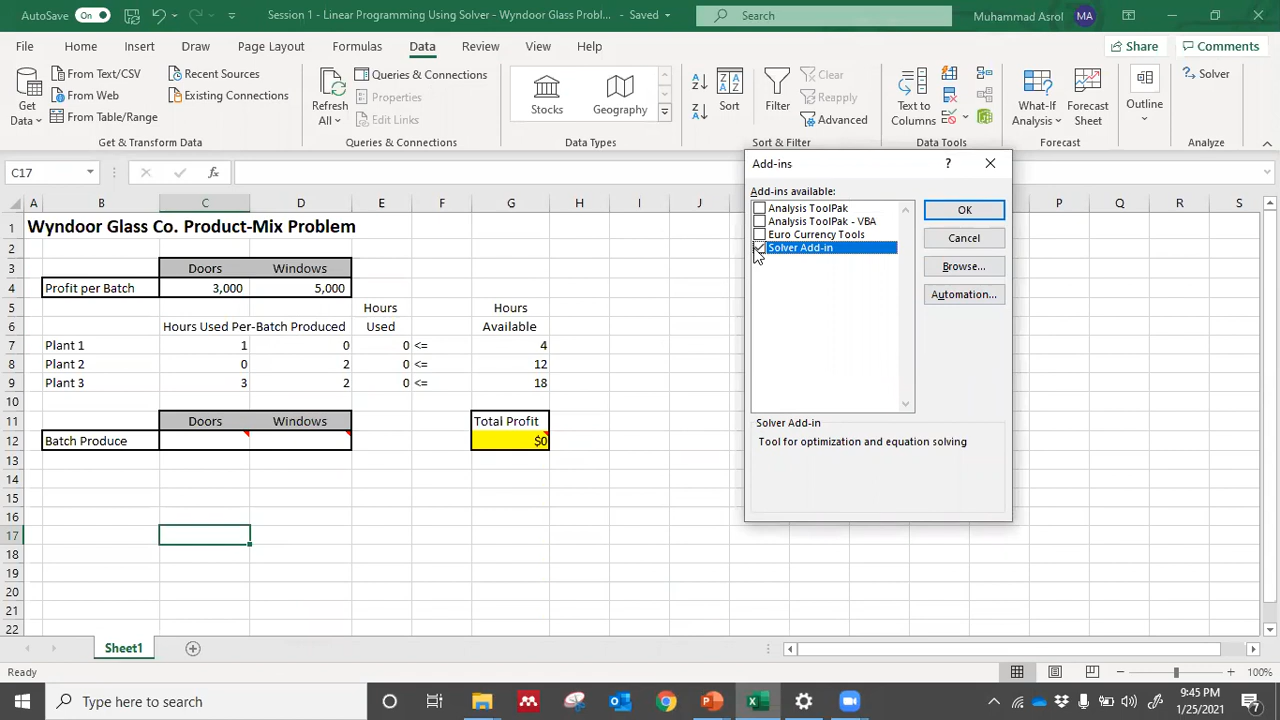 AutoSave On Session 1 - Linear Programming Using Solver - Wyndoor Glass Probl... - Saved Search Muhammad Asrol MA
File Home Insert Draw Page Layout Formulas Data Review View Help Share Comments
Get Data
From Text/CSV
From Web
From Table/Range
Recent Sources
Existing Connections
Get & Transform Data
Refresh All
Queries & Connections
Properties
Edit Links
Queries & Connections
Stocks Geography
Data Types
Sort
Filter
Clear
Reapply
Advanced
Sort & Filter
Text to Columns
Data Tools
What-If Analysis
Forecast Sheet
Forecast
Outline
Solver
Analyze
C17 fx
A B C D E F G H I J P Q R S
1 Wyndoor Glass Co. Product-Mix Problem
2
3 Doors Windows
4 Profit per Batch 3,000 5,000
5 Hours Hours
6 Hours Used Per-Batch Produced Used Available
7 Plant 1 1 0 0 <= 4
8 Plant 2 0 2 0 <= 12
9 Plant 3 3 2 0 <= 18
10
11 Doors Windows Total Profit
12 Batch Produce $0
13
14
15
16
17
18
19
20
21
22
Add-ins ?
Add-ins available:
Analysis ToolPak
Analysis ToolPak - VBA
Euro Currency Tools
Solver Add-in
OK
Cancel
Browse...
Automation...
Solver Add-in
Tool for optimization and equation solving
Sheet1
Ready 100%
Type here to search
9:45 PM
1/25/2021
7